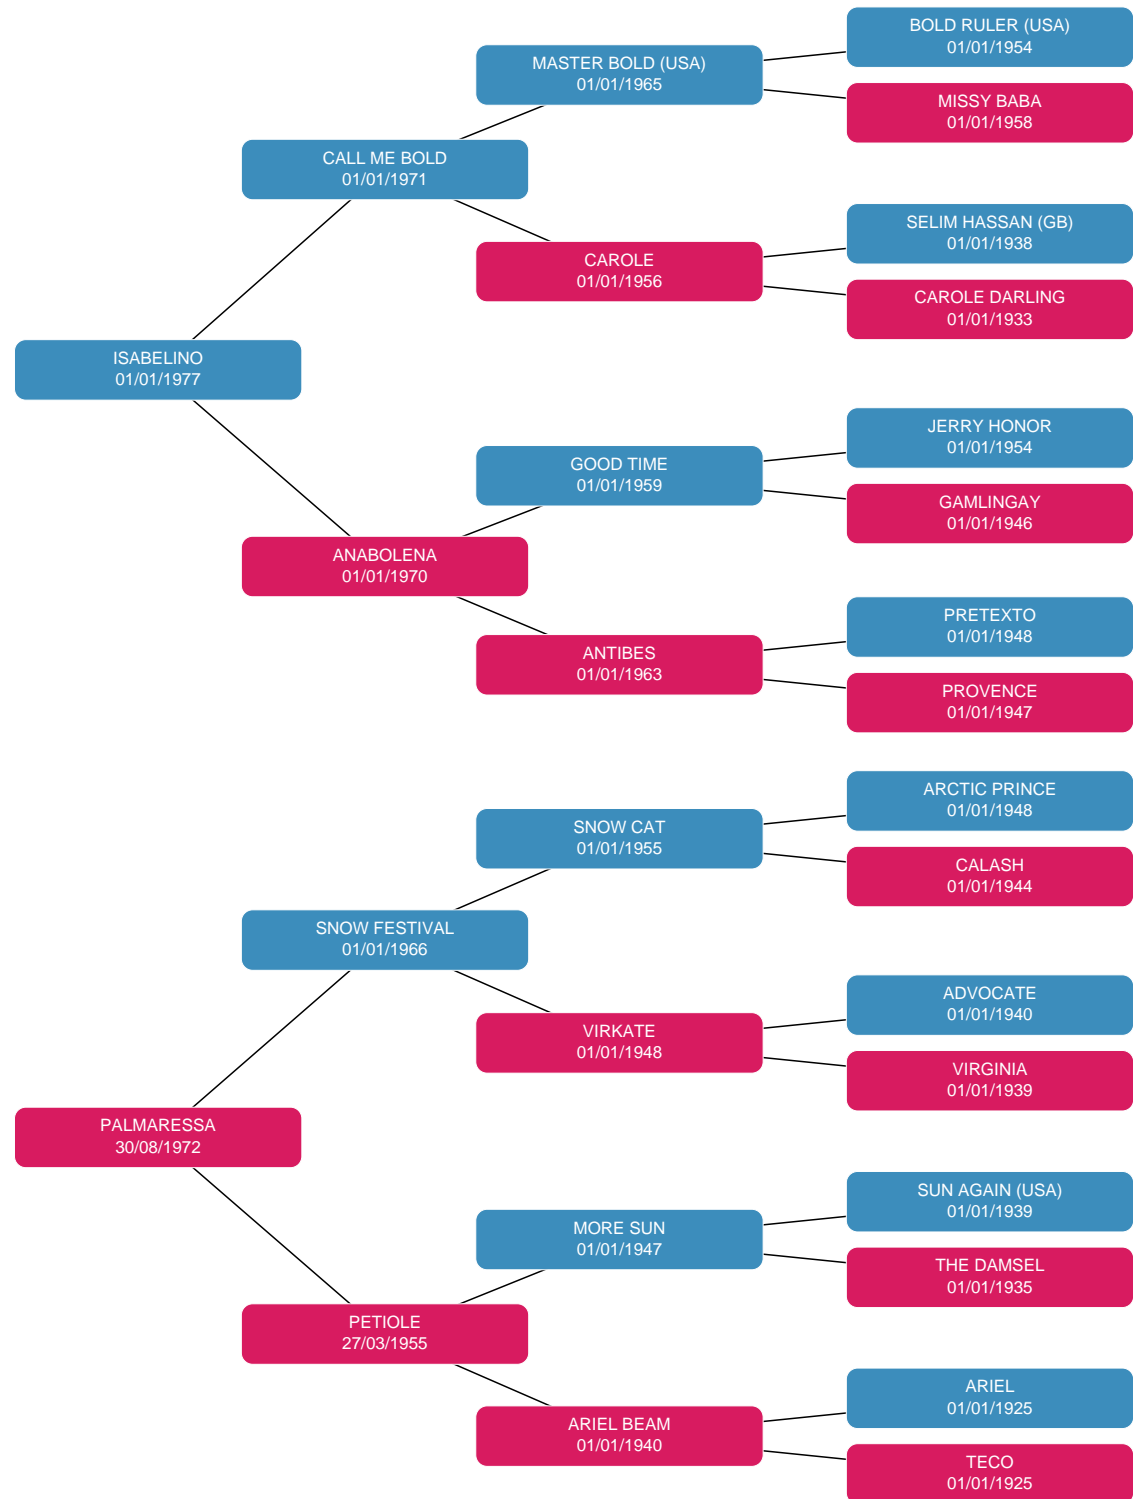 BOLD RULER (USA)
01/01/1954
MASTER BOLD (USA)
01/01/1965
MISSY BABA
01/01/1958
CALL ME BOLD
01/01/1971
SELIM HASSAN (GB)
01/01/1938
CAROLE
01/01/1956
CAROLE DARLING
01/01/1933
ISABELINO
01/01/1977
JERRY HONOR
01/01/1954
GOOD TIME
01/01/1959
GAMLINGAY
01/01/1946
ANABOLENA
01/01/1970
PRETEXTO
01/01/1948
ANTIBES
01/01/1963
PROVENCE
01/01/1947
ARCTIC PRINCE
01/01/1948
SNOW CAT
01/01/1955
CALASH
01/01/1944
SNOW FESTIVAL
01/01/1966
ADVOCATE
01/01/1940
VIRKATE
01/01/1948
VIRGINIA
01/01/1939
PALMARESSA
30/08/1972
SUN AGAIN (USA)
01/01/1939
MORE SUN
01/01/1947
THE DAMSEL
01/01/1935
PETIOLE
27/03/1955
ARIEL
01/01/1925
ARIEL BEAM
01/01/1940
TECO
01/01/1925